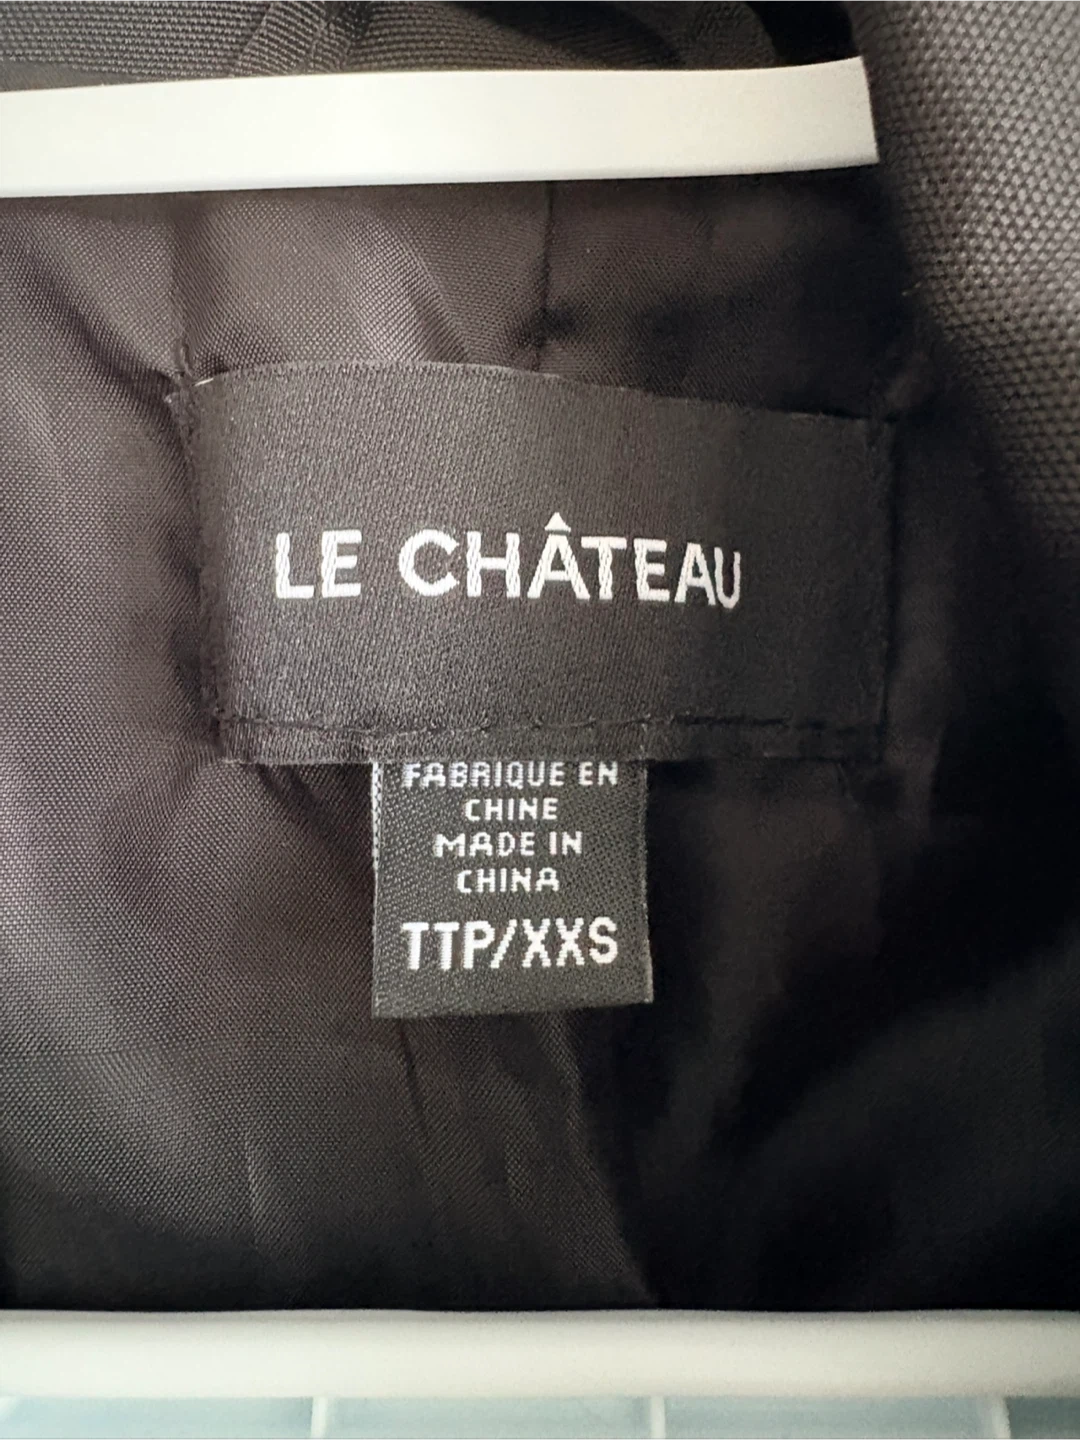 LE CHÂTEAU
FABRIQUE EN
CHINE
MADE IN
CHINA
TTP/XXS